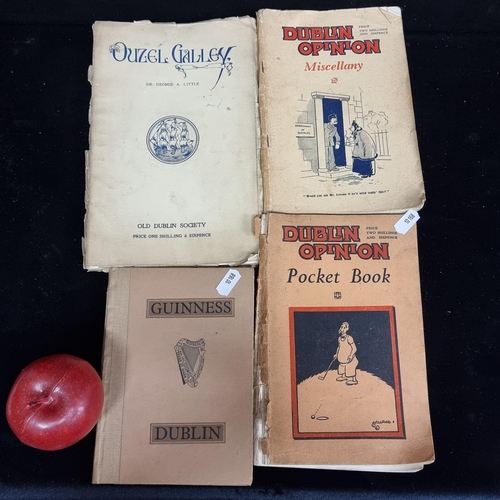 OUZEL GALLEY.
DR. GEORGE A. LITTLE
OLD DUBLIN SOCIETY
PRICE ONE SHILLING & SIXPENCE
DUBLIN
OPINION
PRICE
TWO SHILLINGS
AND SIXPENCE
Miscellany
GUINNESS
DUBLIN
DUBLIN
OPINION
PRICE
TWO SHILLINGS
AND SIXPENCE
Pocket Book